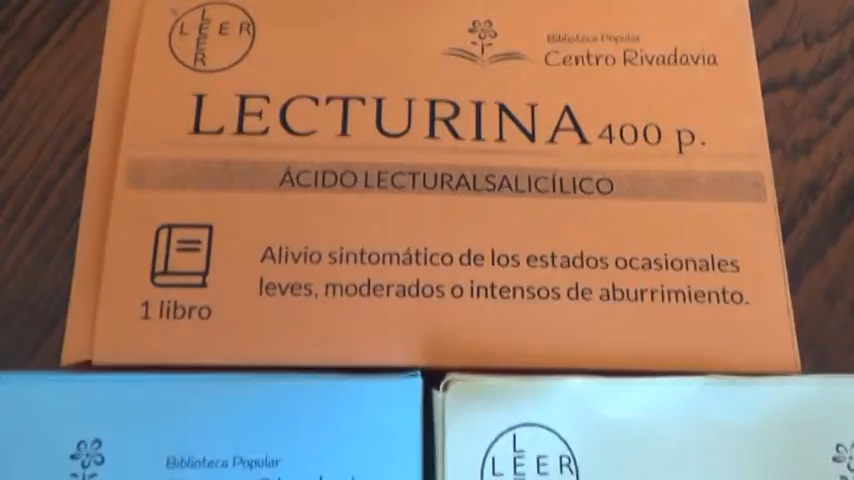 LEER
LEER
Biblioteca Popular
Centro Rivadavia
LECTURINA 400 p.
ÁCIDO LECTURALSALICÍLICO
Alivio sintomático de los estados ocasionales
leves, moderados o intensos de aburrimiento.
1 libro
Biblioteca Popular
LEER